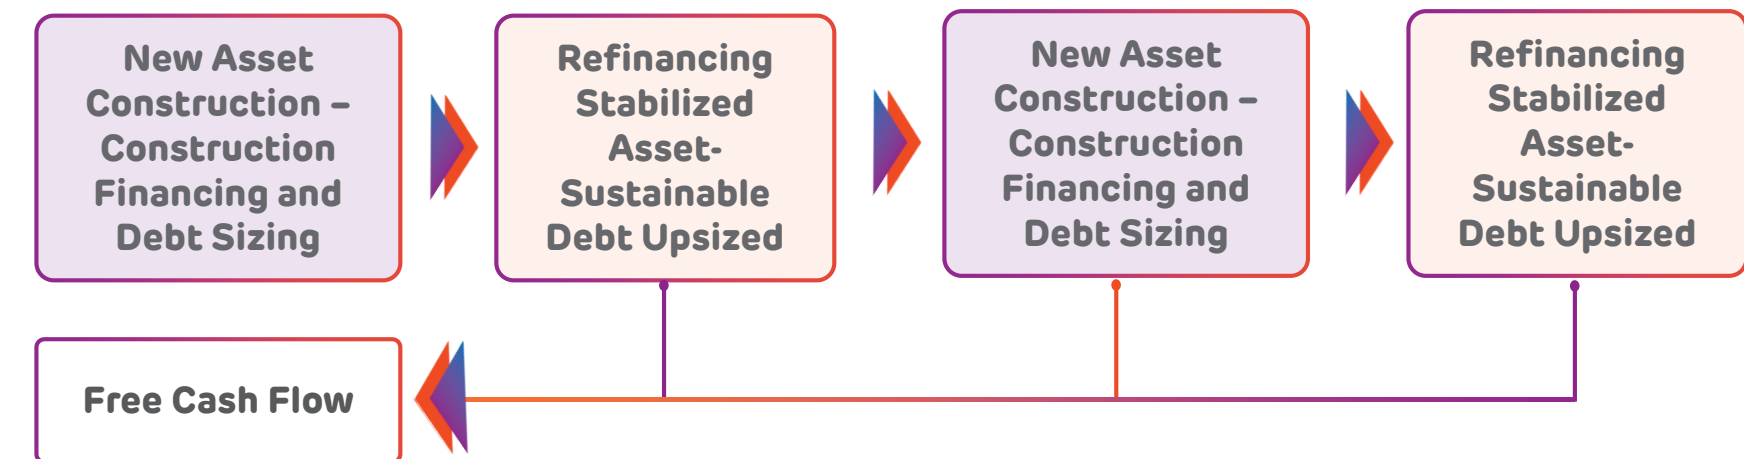 New Asset
Construction –
Construction
Financing and
Debt Sizing
Refinancing
Stabilized
Asset-
Sustainable
Debt Upsized
New Asset
Construction –
Construction
Financing and
Debt Sizing
Refinancing
Stabilized
Asset-
Sustainable
Debt Upsized
Free Cash Flow